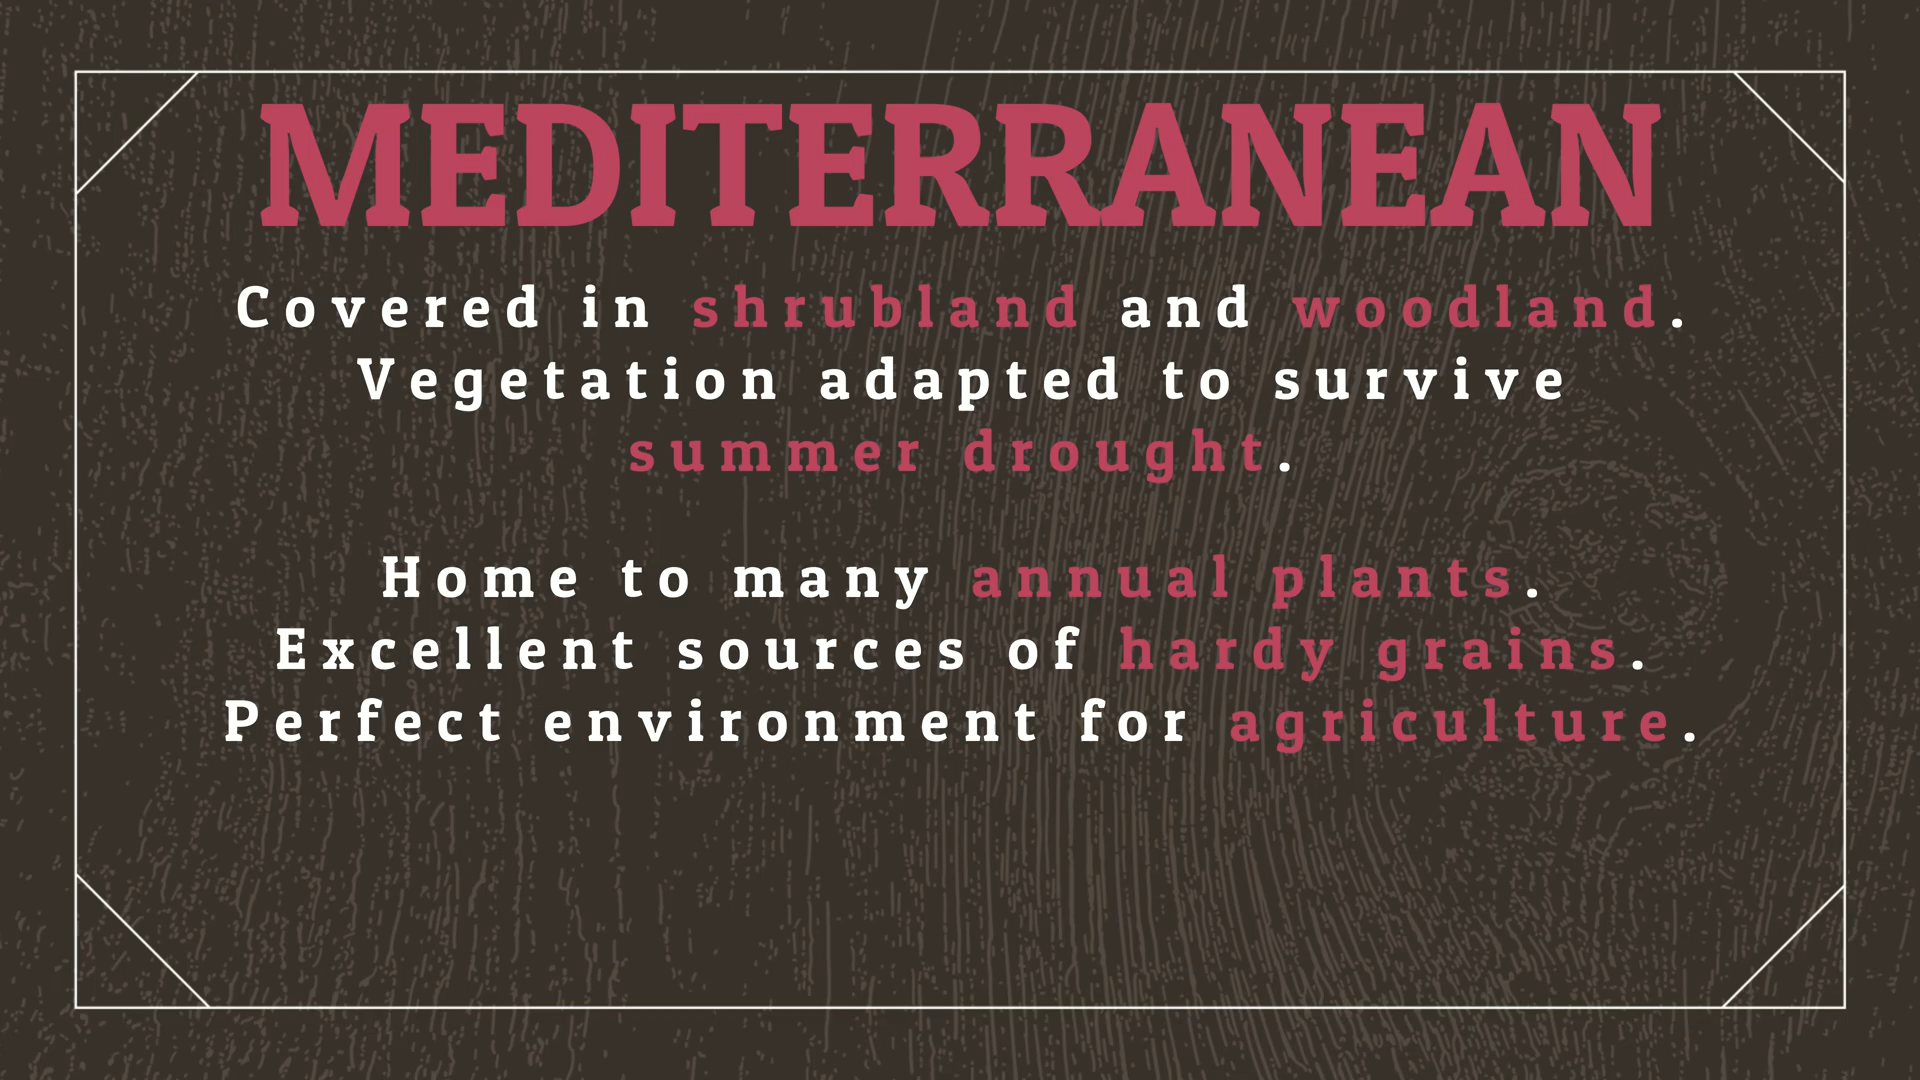 MEDITERRANEAN
Covered in shrubland and woodland.
Vegetation adapted to survive
summer drought.
Home to many annual plants.
Excellent sources of hardy grains.
Perfect environment for agriculture.